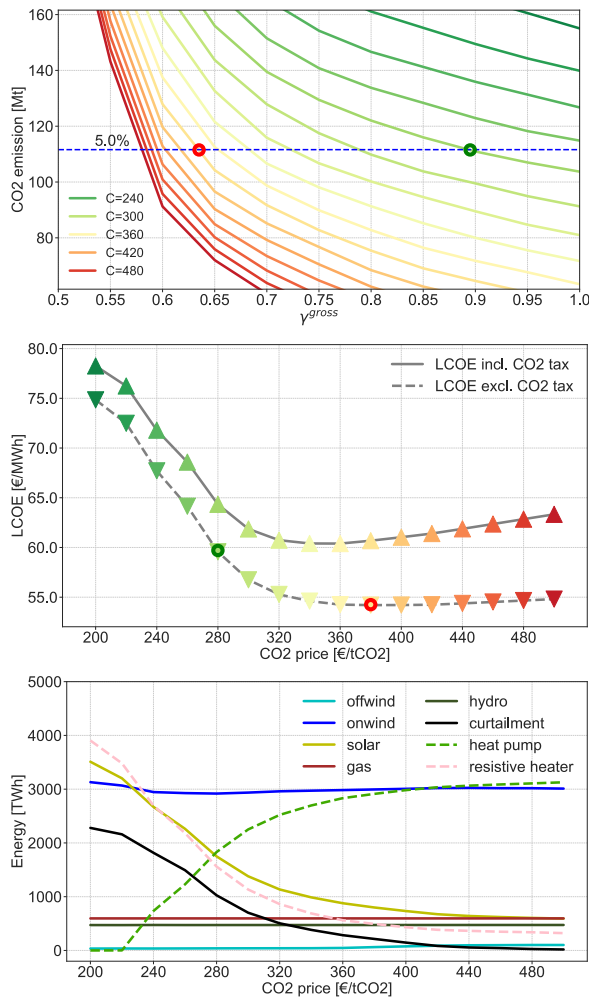 160
140
120
100
80
CO2 emission [Mt]
5.0%
C=240
C=300
C=360
C=420
C=480
0.5 0.55 0.6 0.65 0.7 0.75 0.8 0.85 0.9 0.95 1.0
γ^gross
80.0
75.0
70.0
65.0
60.0
55.0
LCOE [€/MWh]
LCOE incl. CO2 tax
LCOE excl. CO2 tax
200 240 280 320 360 400 440 480
CO2 price [€/tCO2]
5000
4000
3000
2000
1000
0
Energy [TWh]
offwind
onwind
solar
gas
hydro
curtailment
heat pump
resistive heater
200 240 280 320 360 400 440 480
CO2 price [€/tCO2]